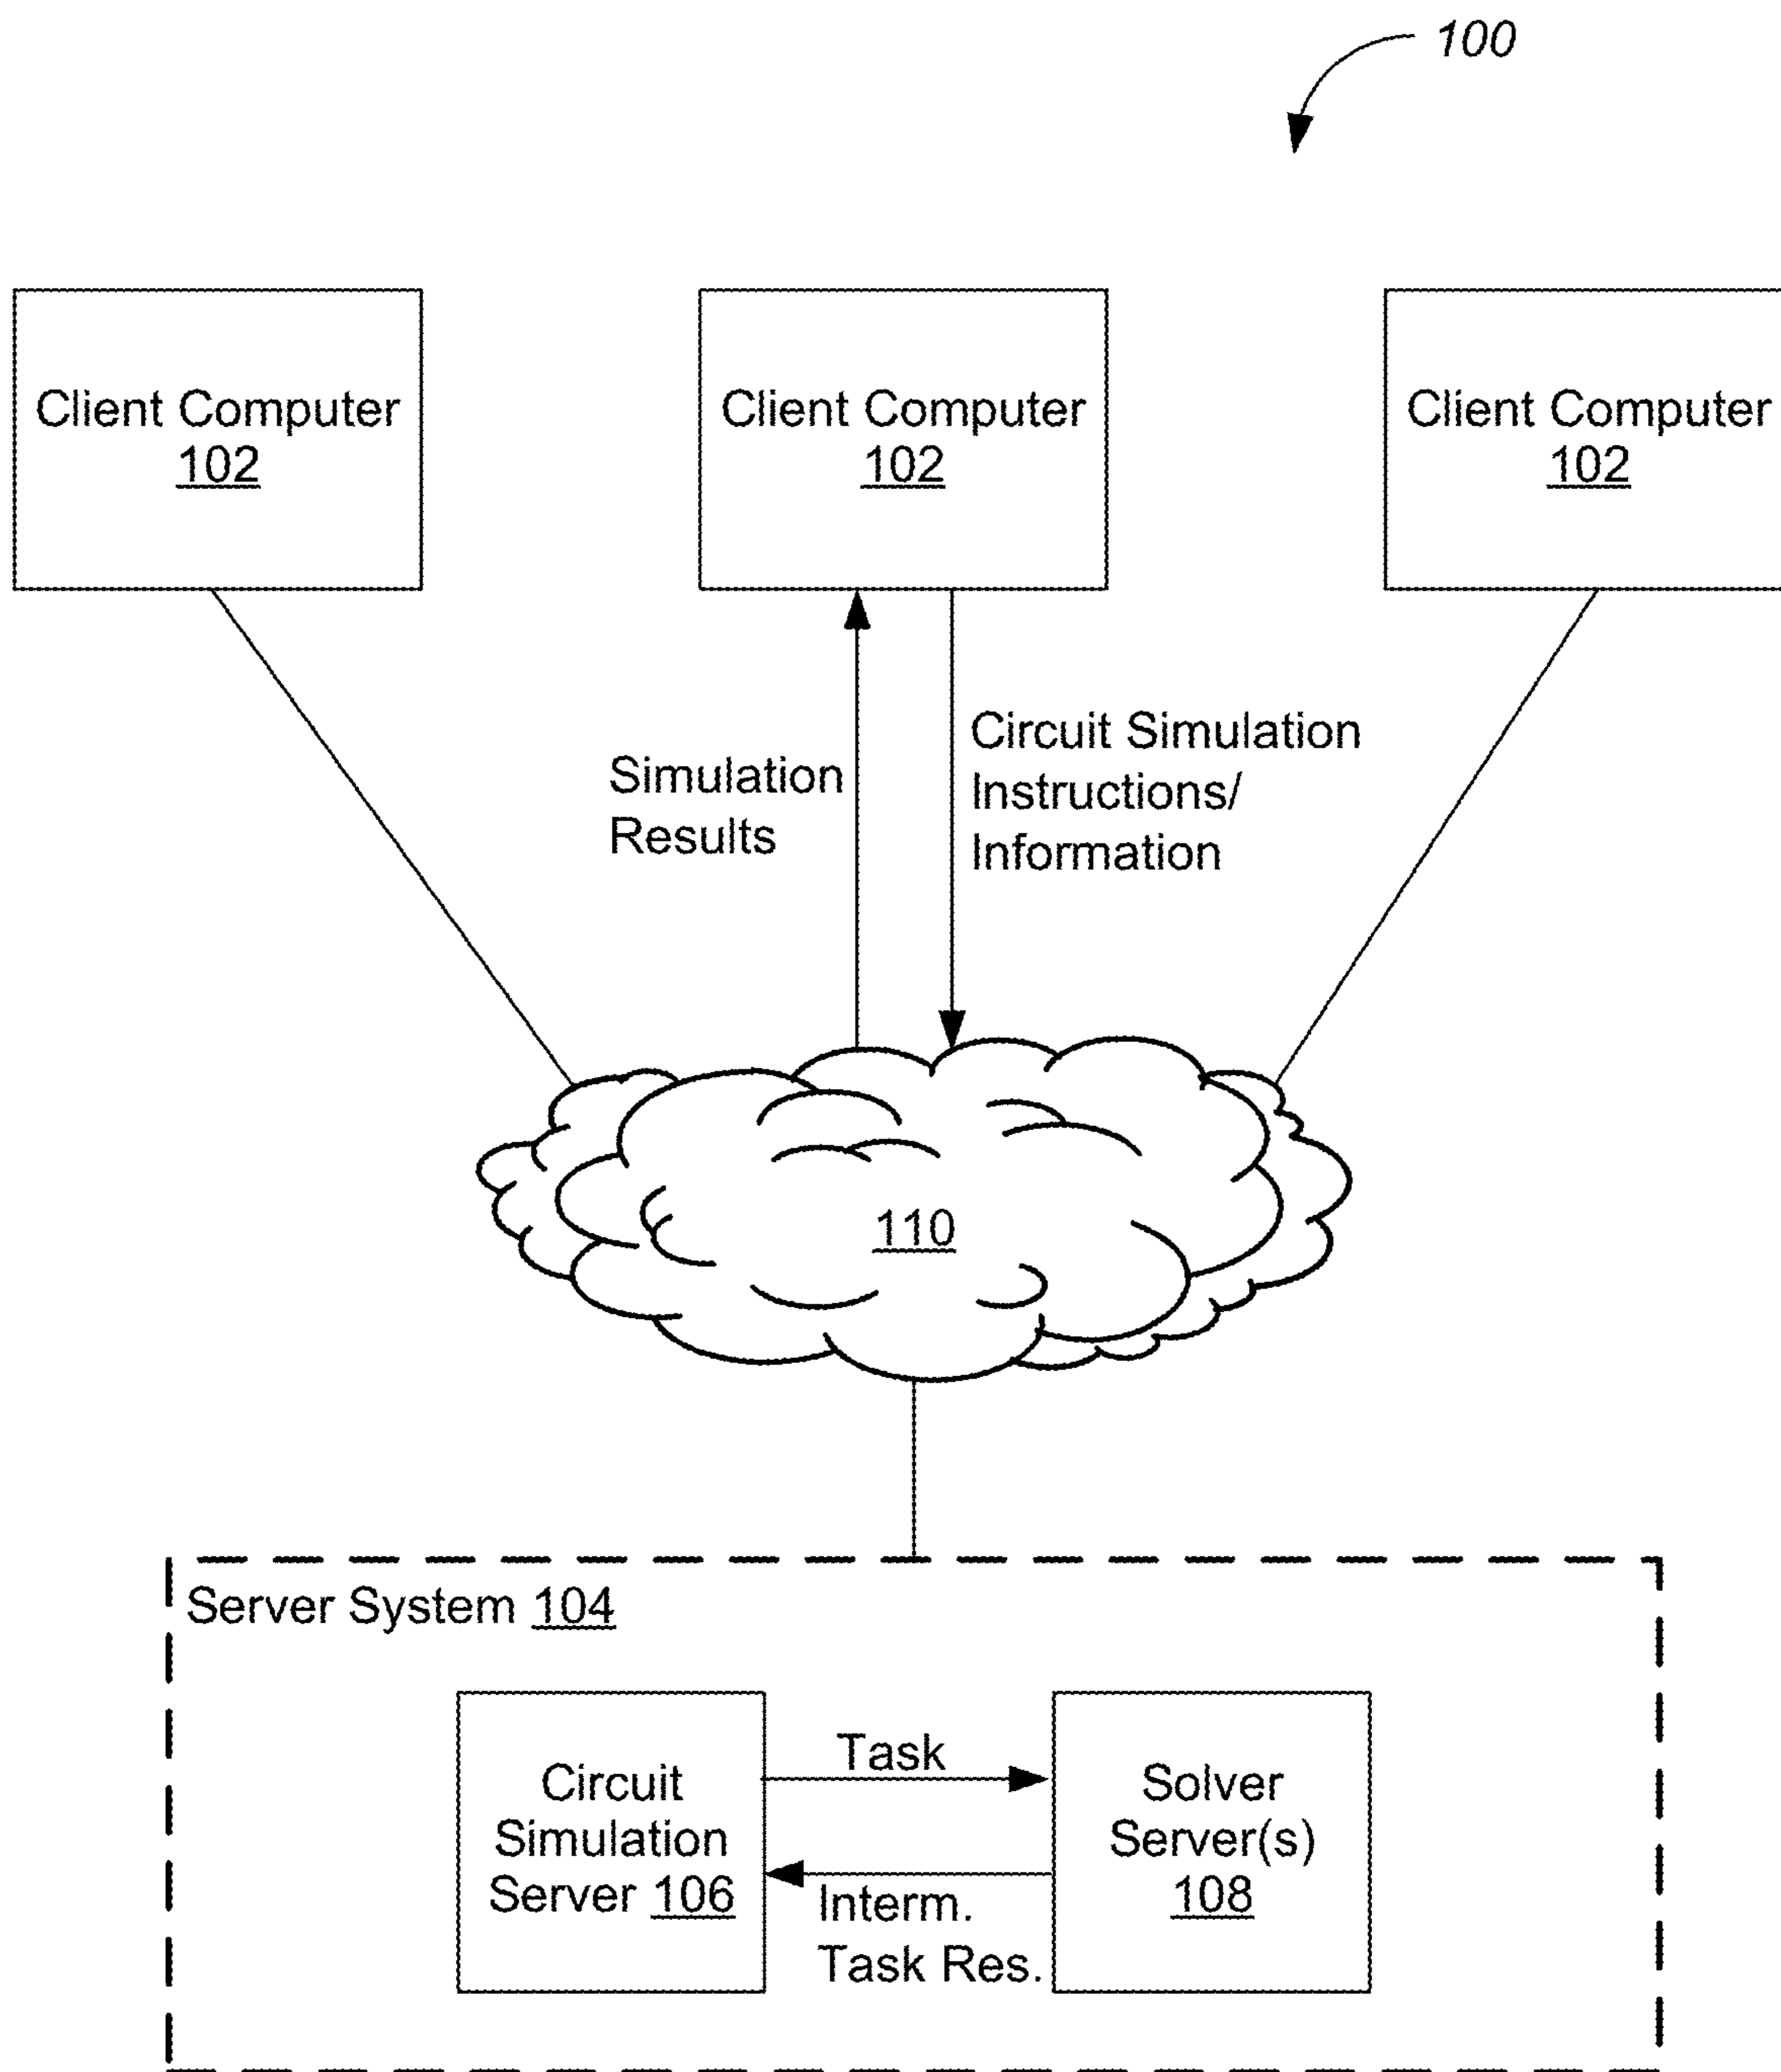 100
Client Computer
102
Client Computer
102
Client Computer
102
Simulation
Results
Circuit Simulation
Instructions/
Information
110
Server System 104
Circuit
Simulation
Server 106
Task
Interm.
Task Res.
Solver
Server(s)
108